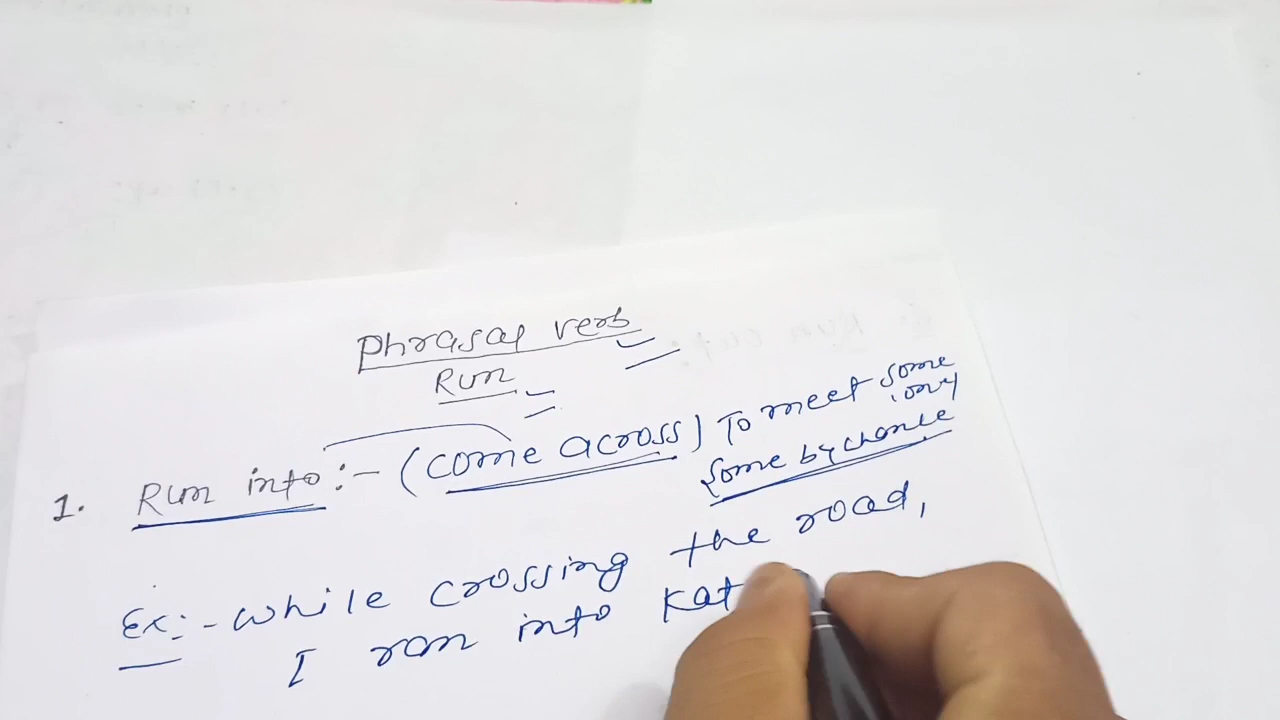 Phrasal verb
Run
1. Run into:- (come across) To meet some
some by chance
Ex:- While crossing the road,
I ran into Kat